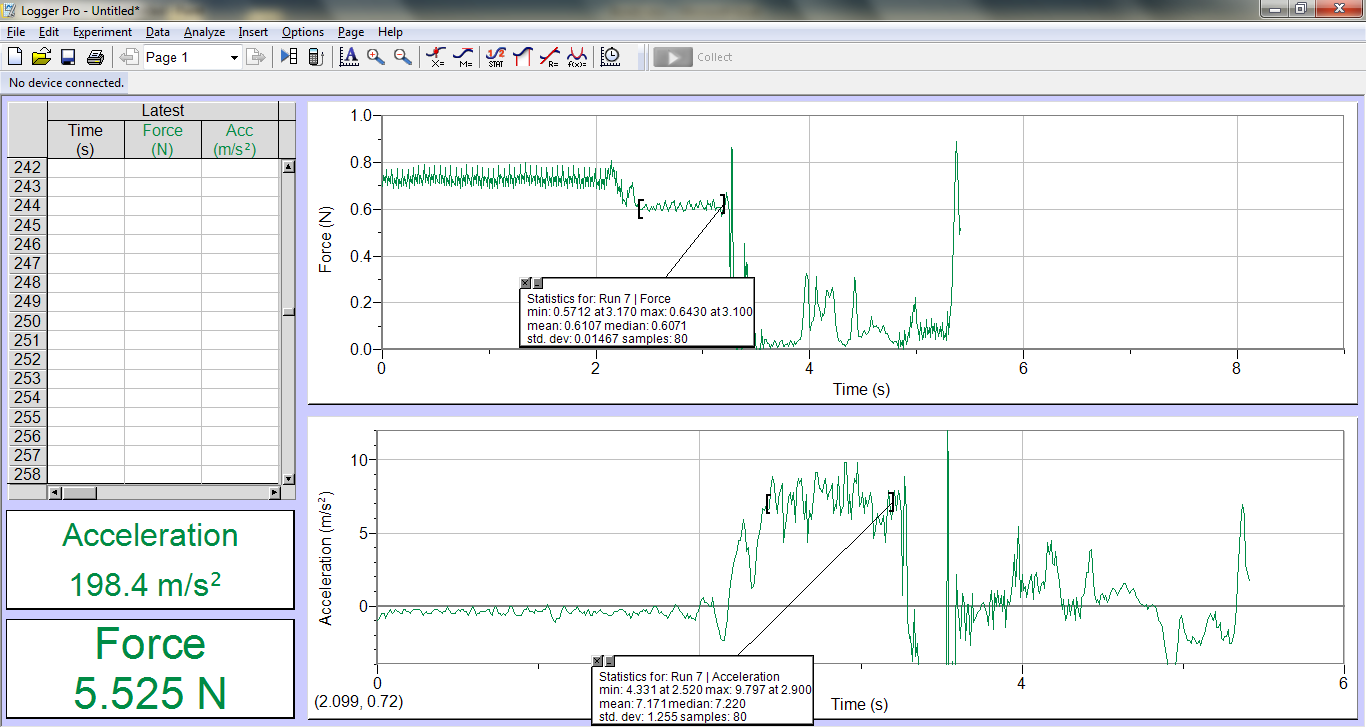 Logger Pro - Untitled*
File Edit Experiment Data Analyze Insert Options Page Help
Page 1
X=
M=
1/2
STAT
R=
f(x)=
Collect
No device connected.
Latest
Time Force Acc
(s) (N) (m/s²)
242
243
244
245
246
247
248
249
250
251
252
253
254
255
256
257
258
Acceleration
198.4 m/s²
Force
5.525 N
1.0
0.8
0.6
0.4
0.2
0.0
Force (N)
0 2 4 6 8
Time (s)
Statistics for: Run 7 | Force
min: 0.5712 at 3.170 max: 0.6430 at 3.100
mean: 0.6107 median: 0.6071
std. dev: 0.01467 samples: 80
10
5
0
Acceleration (m/s²)
0 4 6
(2.099, 0.72)
Time (s)
Statistics for: Run 7 | Acceleration
min: 4.331 at 2.520 max: 9.797 at 2.900
mean: 7.171 median: 7.220
std. dev: 1.255 samples: 80